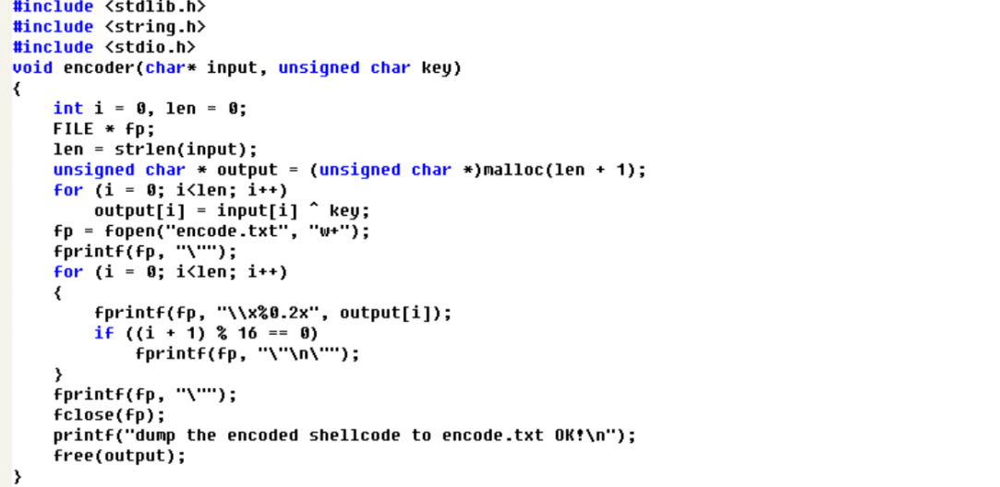 #include <stdlib.h>
#include <string.h>
#include <stdio.h>
void encoder(char* input, unsigned char key)
{
    int i = 0, len = 0;
    FILE * fp;
    len = strlen(input);
    unsigned char * output = (unsigned char *)malloc(len + 1);
    for (i = 0; i<len; i++)
        output[i] = input[i] ^ key;
    fp = fopen("encode.txt", "w+");
    fprintf(fp, "\"");
    for (i = 0; i<len; i++)
    {
        fprintf(fp, "\\x%0.2x", output[i]);
        if ((i + 1) % 16 == 0)
            fprintf(fp, "\"\n\"");
    }
    fprintf(fp, "\"");
    fclose(fp);
    printf("dump the encoded shellcode to encode.txt OK!\n");
    free(output);
}